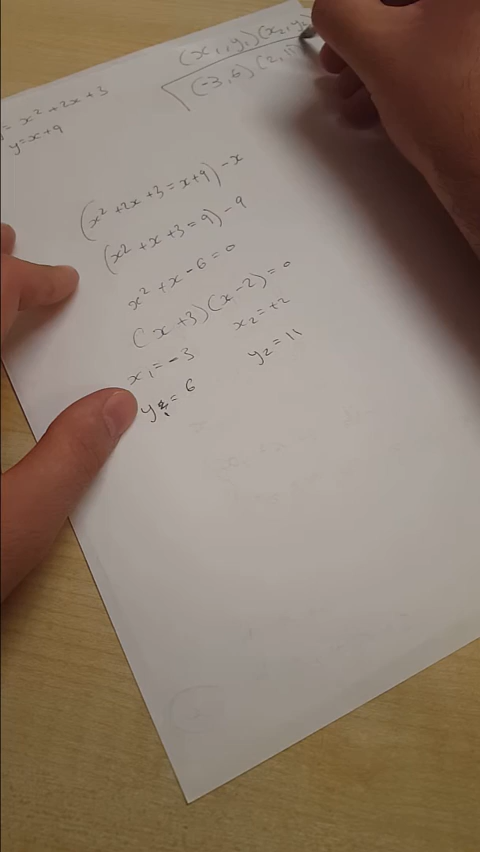 = x² + 2x + 3
y = x + 9
(x₁, y₁) (x₂, y₂
(-3, 6) (2, 11
(x² + 2x + 3 = x + 9) - x
(x² + x + 3 = 9) - 9
x² + x - 6 = 0
(x + 3)(x - 2) = 0
x₁ = -3 x₂ = +2
y₁ = 6 y₂ = 11